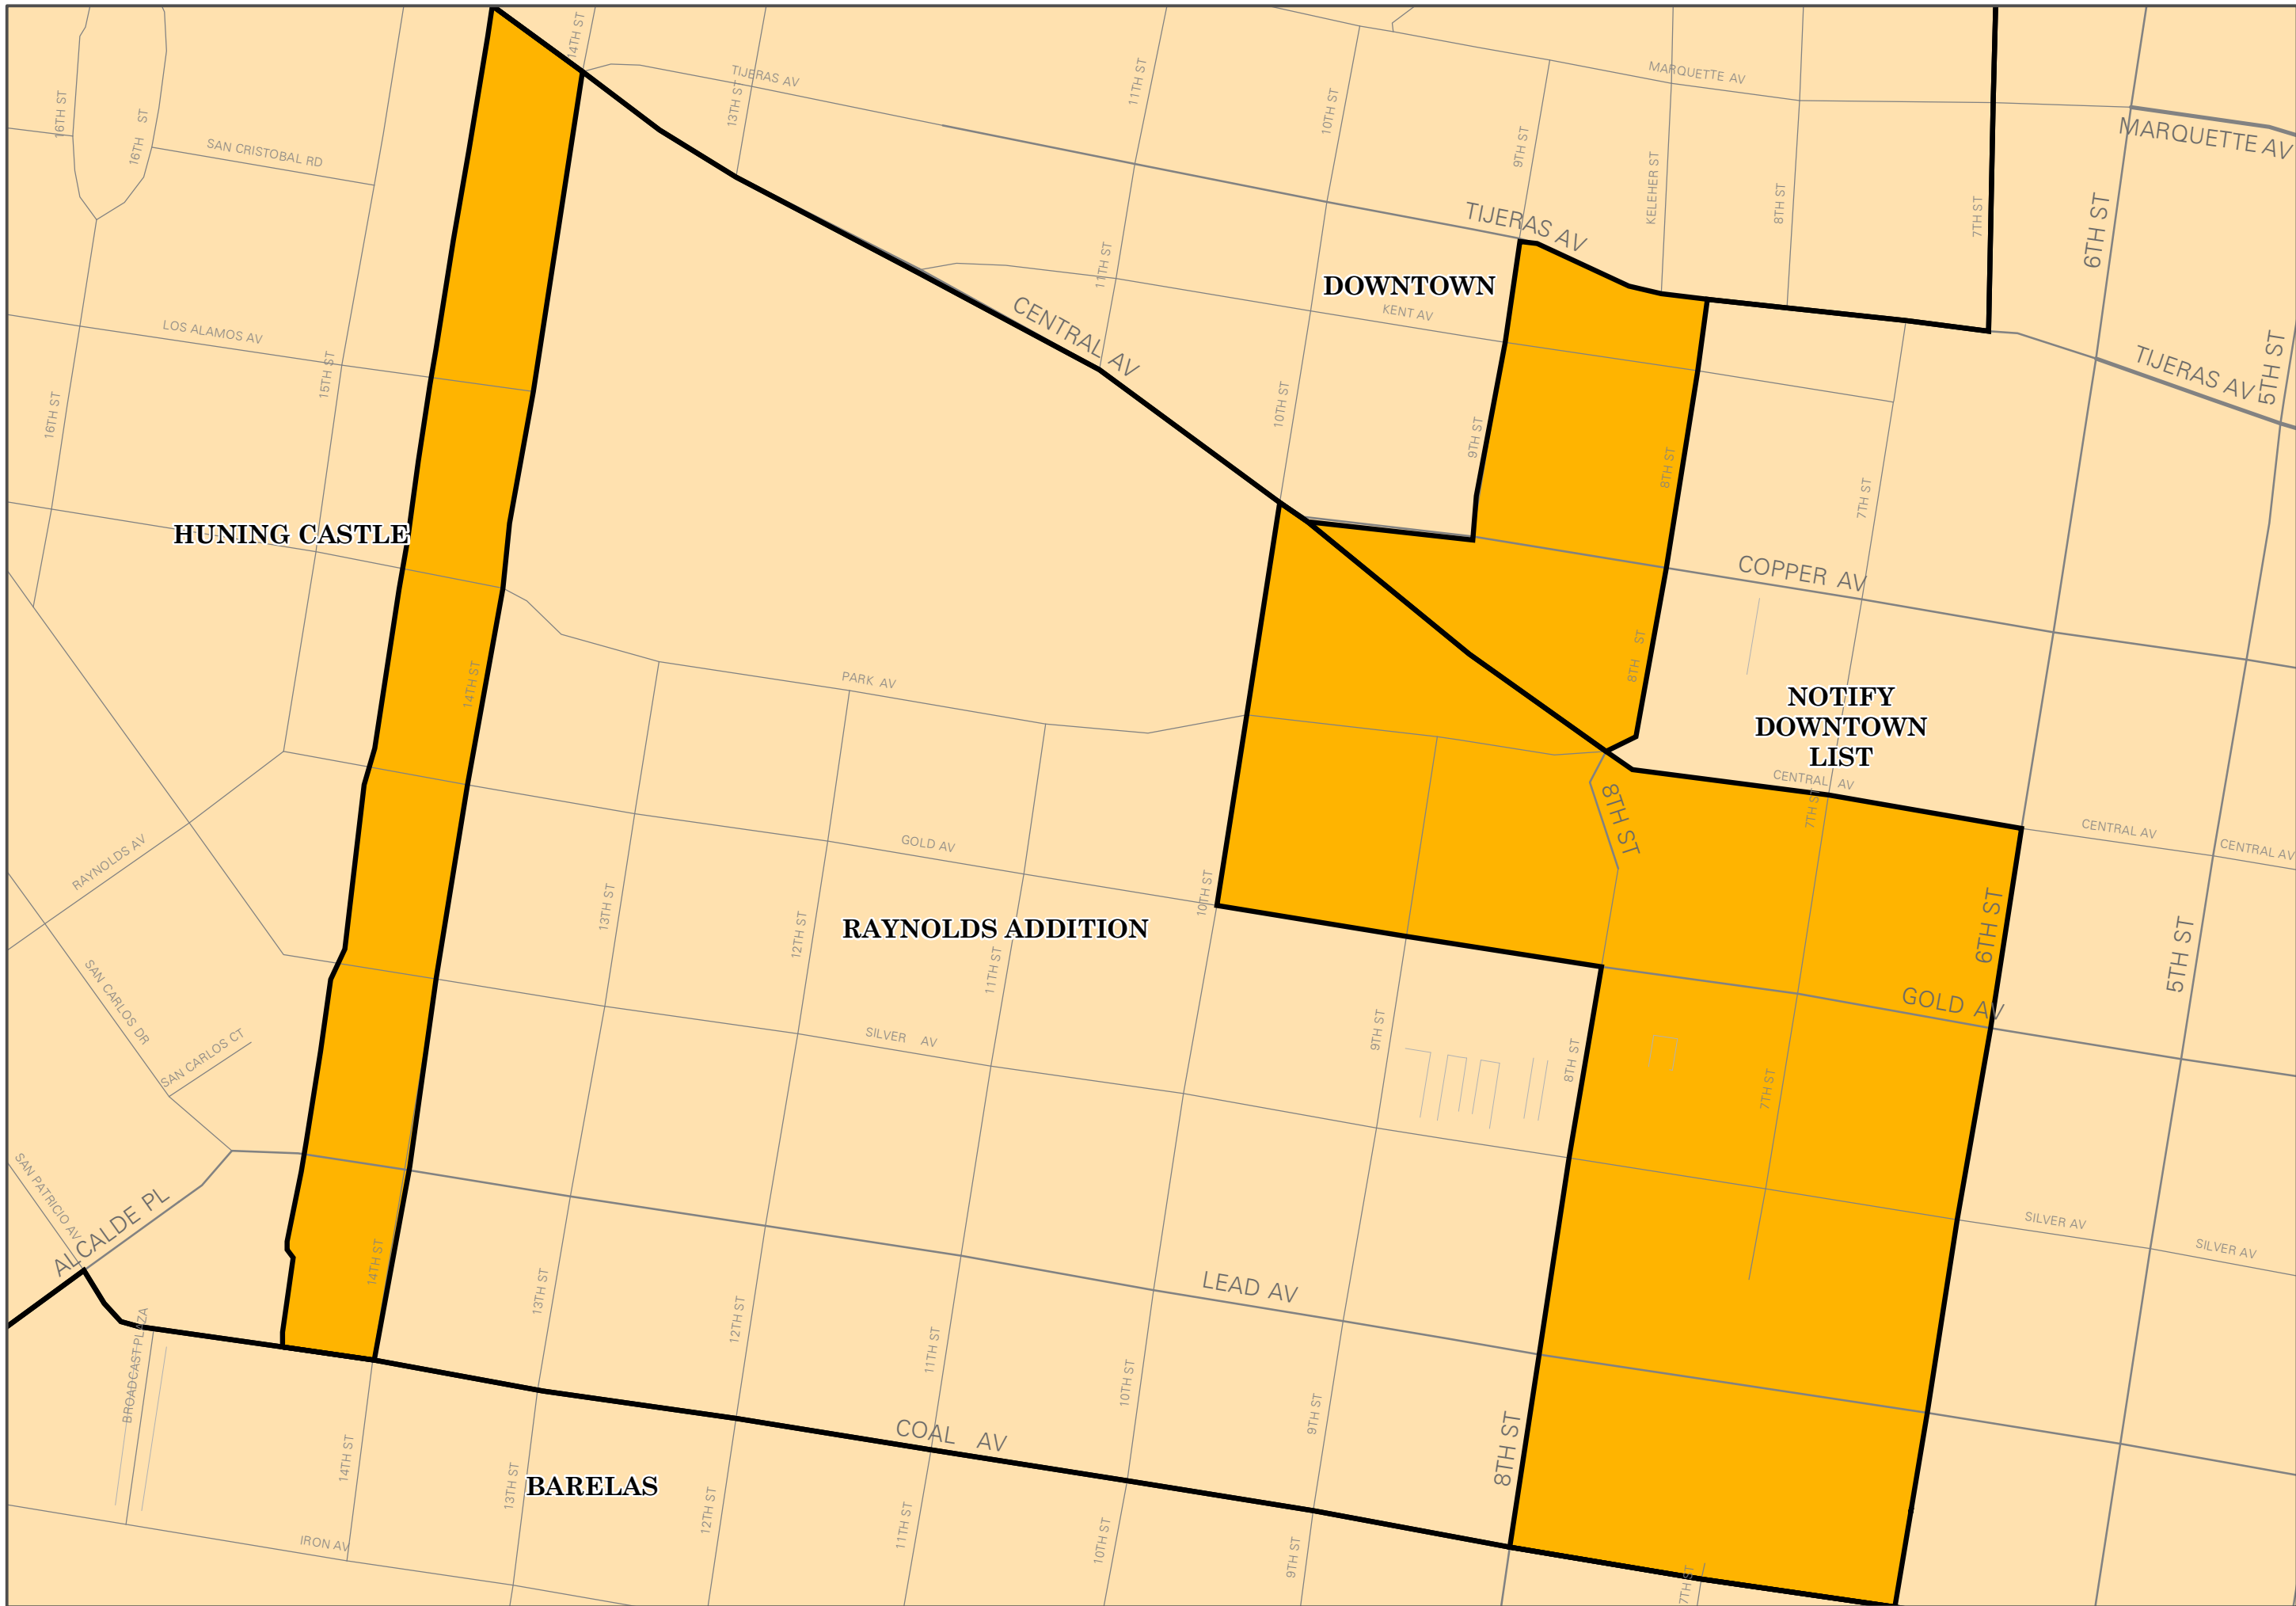 14TH ST
TIJERAS AV
13TH ST
11TH ST
10TH ST
9TH ST
MARQUETTE AV
KELEHER ST
8TH ST
7TH ST
MARQUETTE AV
16TH ST
16TH ST
SAN CRISTOBAL RD
6TH ST
TIJERAS AV
DOWNTOWN
11TH ST
KENT AV
CENTRAL AV
LOS ALAMOS AV
15TH ST
16TH ST
10TH ST
9TH ST
8TH ST
7TH ST
TIJERAS AV
5TH ST
HUNING CASTLE
COPPER AV
14TH ST
PARK AV
8TH ST
NOTIFY
DOWNTOWN
LIST
CENTRAL AV
7TH ST
CENTRAL AV
CENTRAL AV
8TH ST
RAYNOLDS AV
GOLD AV
10TH ST
13TH ST
12TH ST
RAYNOLDS ADDITION
11TH ST
6TH ST
5TH ST
GOLD AV
SAN CARLOS DR
SAN CARLOS CT
SILVER AV
9TH ST
8TH ST
7TH ST
SAN PATRICIO AV
ALCALDE PL
14TH ST
SILVER AV
SILVER AV
LEAD AV
13TH ST
12TH ST
11TH ST
10TH ST
9TH ST
8TH ST
BROADCAST PLAZA
COAL AV
14TH ST
13TH ST
BARELAS
12TH ST
11TH ST
10TH ST
9TH ST
7TH ST
IRON AV